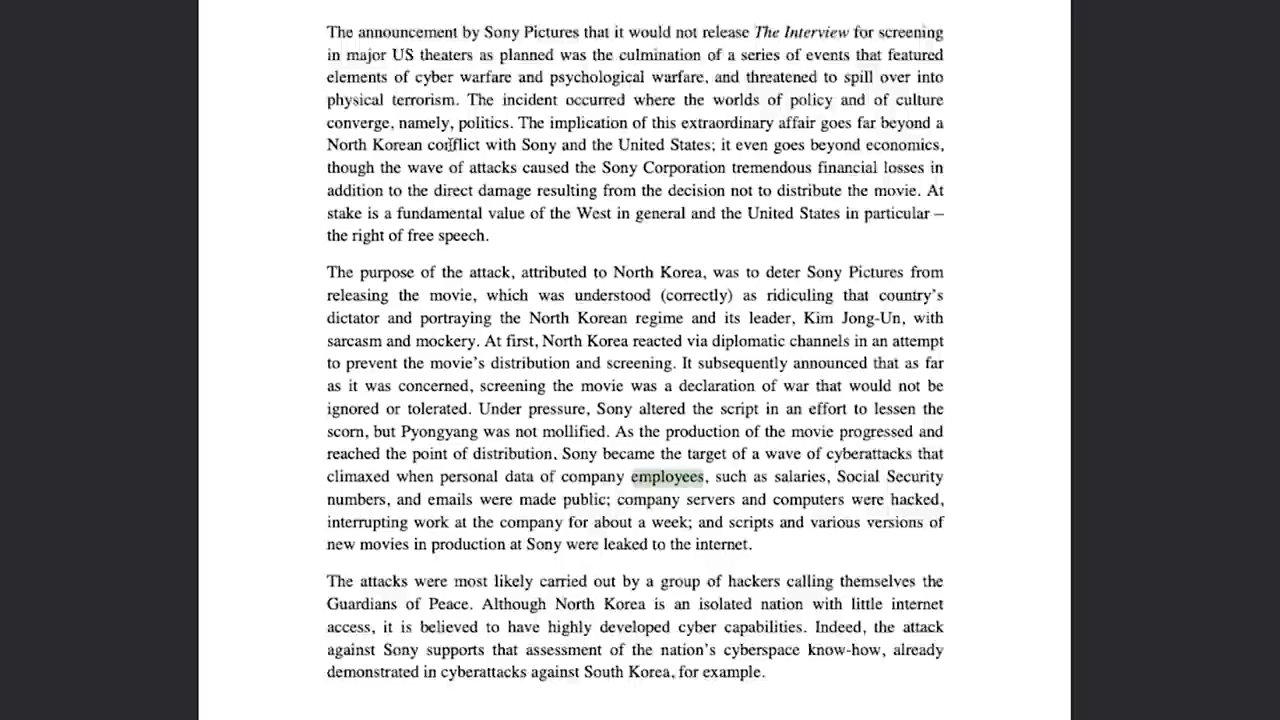 The announcement by Sony Pictures that it would not release The Interview for screening
in major US theaters as planned was the culmination of a series of events that featured
elements of cyber warfare and psychological warfare, and threatened to spill over into
physical terrorism. The incident occurred where the worlds of policy and of culture
converge, namely, politics. The implication of this extraordinary affair goes far beyond a
North Korean conflict with Sony and the United States; it even goes beyond economics,
though the wave of attacks caused the Sony Corporation tremendous financial losses in
addition to the direct damage resulting from the decision not to distribute the movie. At
stake is a fundamental value of the West in general and the United States in particular –
the right of free speech.
The purpose of the attack, attributed to North Korea, was to deter Sony Pictures from
releasing the movie, which was understood (correctly) as ridiculing that country's
dictator and portraying the North Korean regime and its leader, Kim Jong-Un, with
sarcasm and mockery. At first, North Korea reacted via diplomatic channels in an attempt
to prevent the movie's distribution and screening. It subsequently announced that as far
as it was concerned, screening the movie was a declaration of war that would not be
ignored or tolerated. Under pressure, Sony altered the script in an effort to lessen the
scorn, but Pyongyang was not mollified. As the production of the movie progressed and
reached the point of distribution, Sony became the target of a wave of cyberattacks that
climaxed when personal data of company employees, such as salaries, Social Security
numbers, and emails were made public; company servers and computers were hacked,
interrupting work at the company for about a week; and scripts and various versions of
new movies in production at Sony were leaked to the internet.
The attacks were most likely carried out by a group of hackers calling themselves the
Guardians of Peace. Although North Korea is an isolated nation with little internet
access, it is believed to have highly developed cyber capabilities. Indeed, the attack
against Sony supports that assessment of the nation's cyberspace know-how, already
demonstrated in cyberattacks against South Korea, for example.